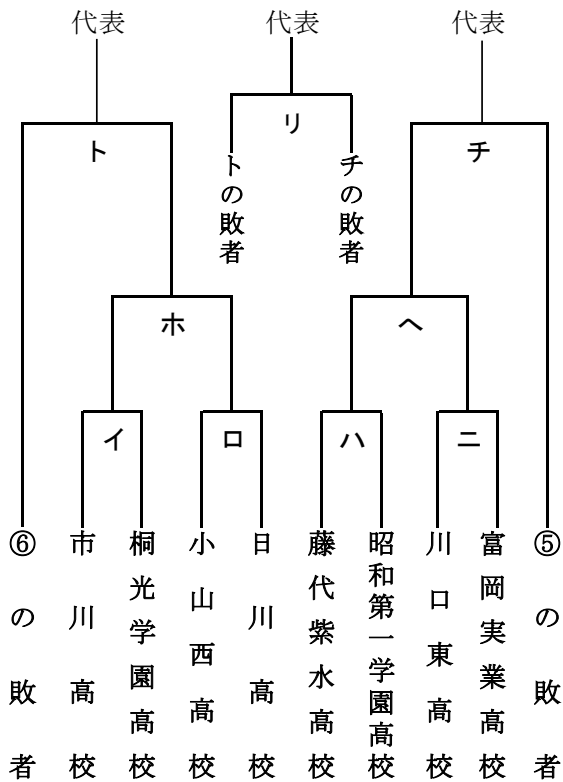 代表
代表
代表
ト
リ
チ
トの敗者
チの敗者
ホ
ヘ
イ
ロ
ハ
ニ
⑥の敗者
市川高校
桐光学園高校
小山西高校
日川高校
藤代紫水高校
昭和第一学園高校
川口東高校
富岡実業高校
⑤の敗者